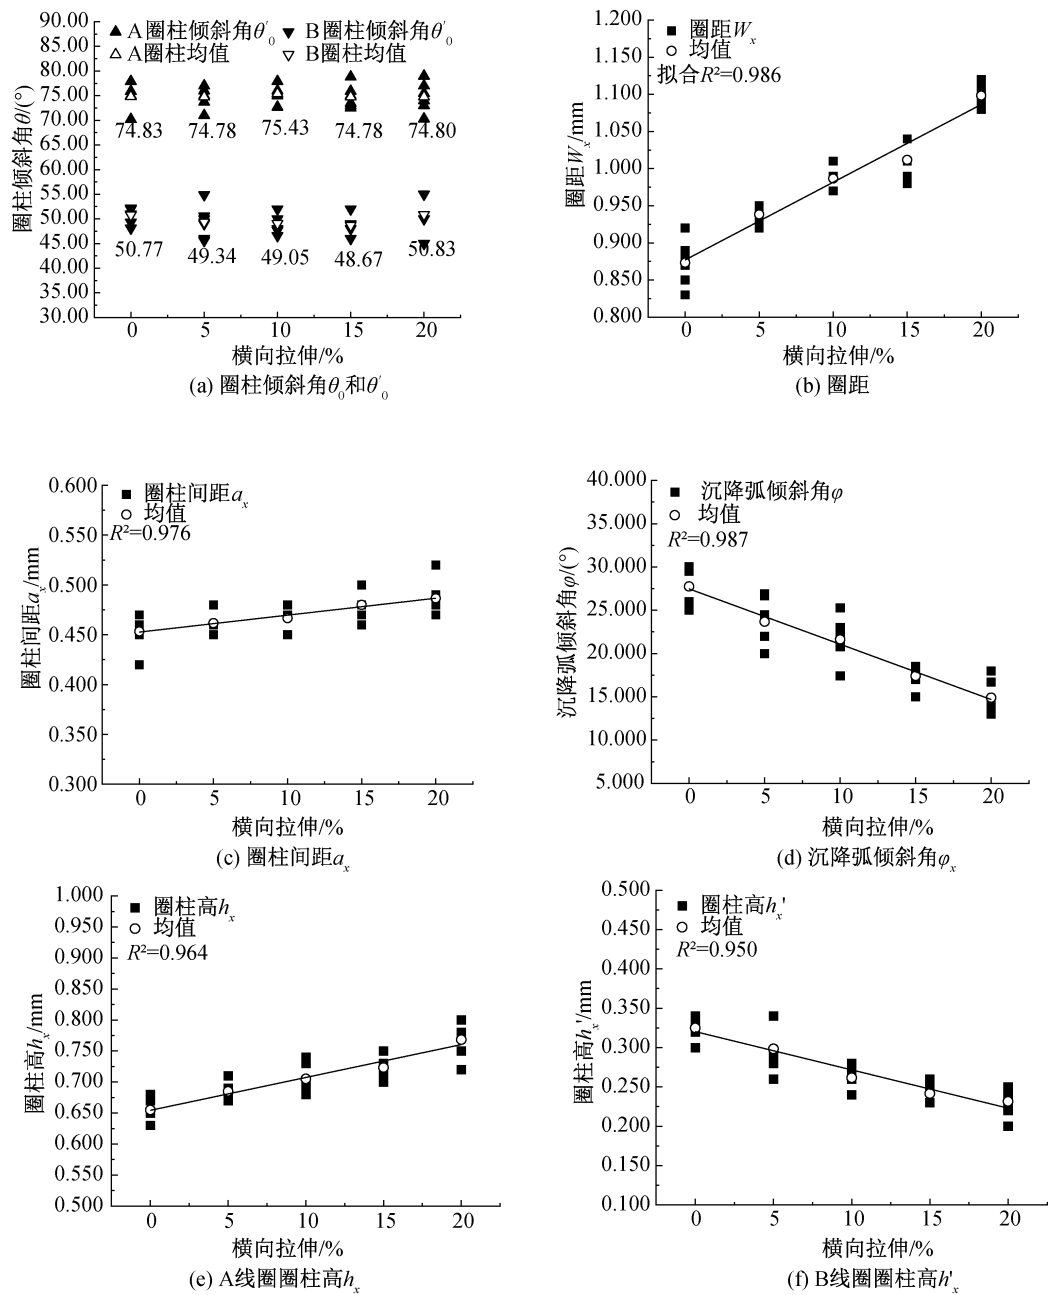 ▲A圈柱倾斜角θ′0 ▼B圈柱倾斜角θ′0
△A圈柱均值 ▽B圈柱均值
圈柱倾斜角θ/(°)
90.00
85.00
80.00
75.00
70.00
65.00
60.00
55.00
50.00
45.00
40.00
35.00
30.00
74.83 74.78 75.43 74.78 74.80
50.77 49.34 49.05 48.67 50.83
0 5 10 15 20
横向拉伸/%
(a) 圈柱倾斜角θ0和θ′0
圈距Wx
均值
拟合R²=0.986
圈距Wx/mm
1.200
1.150
1.100
1.050
1.000
0.950
0.900
0.850
0.800
0 5 10 15 20
横向拉伸/%
(b) 圈距
圈柱间距ax
均值
R²=0.976
圈柱间距ax/mm
0.600
0.550
0.500
0.450
0.400
0.350
0.300
0 5 10 15 20
横向拉伸/%
(c) 圈柱间距ax
沉降弧倾斜角φ
均值
R²=0.987
沉降弧倾斜角φ/(°)
40.000
35.000
30.000
25.000
20.000
15.000
10.000
5.000
0 5 10 15 20
横向拉伸/%
(d) 沉降弧倾斜角φx
圈柱高hx
均值
R²=0.964
圈柱高hx/mm
1.000
0.950
0.900
0.850
0.800
0.750
0.700
0.650
0.600
0.550
0.500
0 5 10 15 20
横向拉伸/%
(e) A线圈圈柱高hx
圈柱高hx'
均值
R²=0.950
圈柱高hx'/mm
0.500
0.450
0.400
0.350
0.300
0.250
0.200
0.150
0.100
0 5 10 15 20
横向拉伸/%
(f) B线圈圈柱高h'x